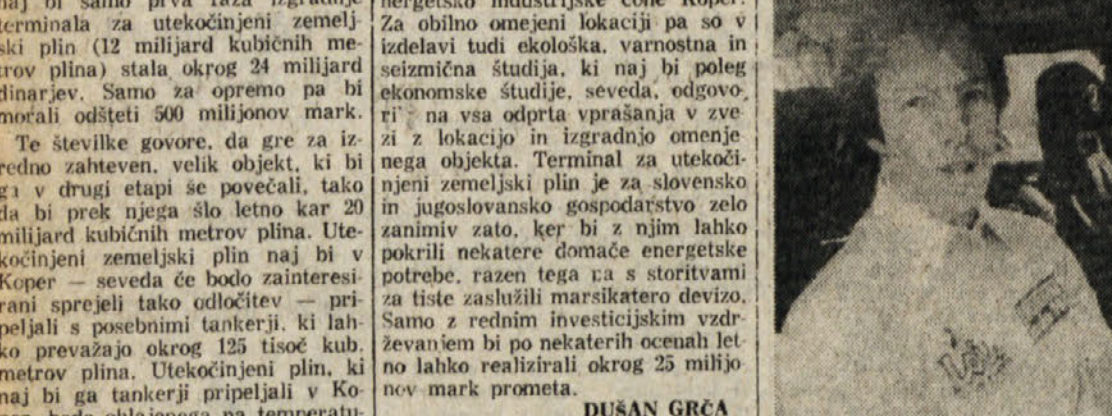 naj bi samo prva faza izgradnje
terminala za utekočinjeni zemelj-
ski plin (12 milijard kubičnih me-
trov plina) stala okrog 24 milijard
dinarjev. Samo za opremo pa bi
morali odšteti 500 milijonov mark.
Te številke govore, da gre za iz-
redno zahteven, velik objekt, ki bi
ga v drugi etapi še povečali, tako
da bi prek njega šlo letno kar 20
milijard kubičnih metrov plina. Ute-
kočinjeni zemeljski plin naj bi v
Koper — seveda če bodo zainteresi-
rani sprejeli tako odločitev — pri-
peljali s posebnimi tankerji, ki lah-
ko prevažajo okrog 125 tisoč kub.
metrov plina. Utekočinjeni plin, ki
naj bi ga tankerji pripeljali v Ko-
ohlajenega na temperatu-
nergetsko industrijske cone Koper.
Za obilno omejeni lokaciji pa so v
izdelavi tudi ekološka, varnostna in
seizmična študija, ki naj bi poleg
ekonomske študije, seveda, odgovo-
ri na vsa odprta vprašanja v zve
zi z lokacijo in izgradnjo omenje
nega objekta. Terminal za utekoči-
njeni zemeljski plin je za slovensko
in jugoslovansko gospodarstvo zelo
zanimiv zato, ker bi z njim lahko
pokrili nekatere domače energetske
potrebe, razen tega pa s storitvami
za tiste zaslužili marsikatero devizo.
Samo z rednim investicijskim vzdr-
ževanjem bi po nekaterih ocenah let
no lahko realizirali okrog 25 milijo
nov mark prometa.
DUŠAN GRČA